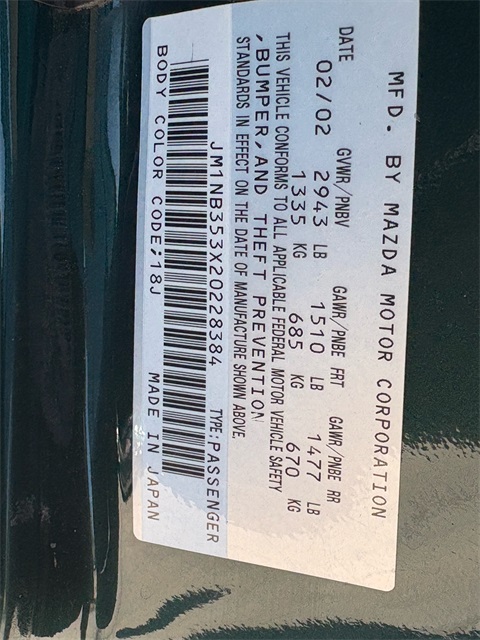 MFD. BY MAZDA MOTOR CORPORATION
DATE GVWR/PNBV GAWR/PNBE FRT GAWR/PNBE RR
02/02 2943 LB 1510 LB 1477 LB
1335 KG 685 KG 670 KG
THIS VEHICLE CONFORMS TO ALL APPLICABLE FEDERAL MOTOR VEHICLE SAFETY
,BUMPER,AND THEFT PREVENTION
STANDARDS IN EFFECT ON THE DATE OF MANUFACTURE SHOWN ABOVE.
JM1NB353X20228384 TYPE:PASSENGER
BODY COLOR CODE;18J MADE IN JAPAN